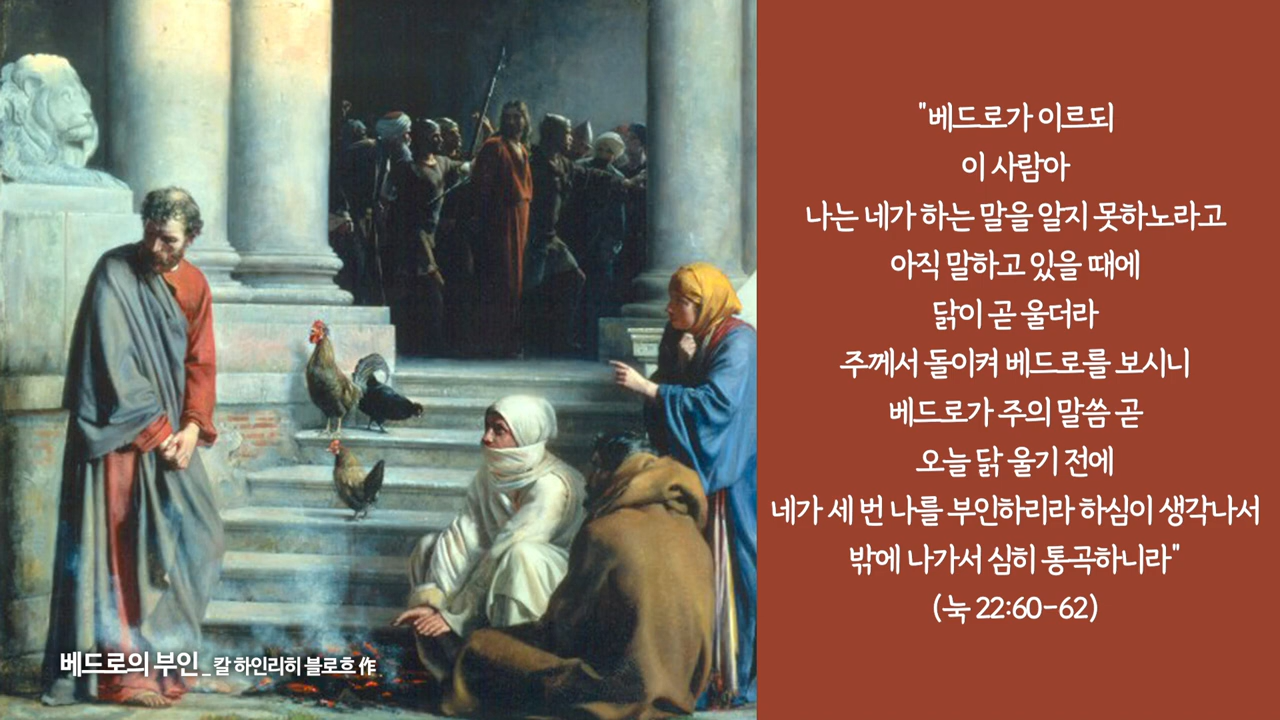 "베드로가 이르되
이 사람아
나는 네가 하는 말을 알지 못하노라고
아직 말하고 있을 때에
닭이 곧 울더라
주께서 돌이켜 베드로를 보시니
베드로가 주의 말씀 곧
오늘 닭 울기 전에
네가 세 번 나를 부인하리라 하심이 생각나서
밖에 나가서 심히 통곡하니라"
(눅 22:60-62)
베드로의 부인_ 칼 하인리히 블로흐 作